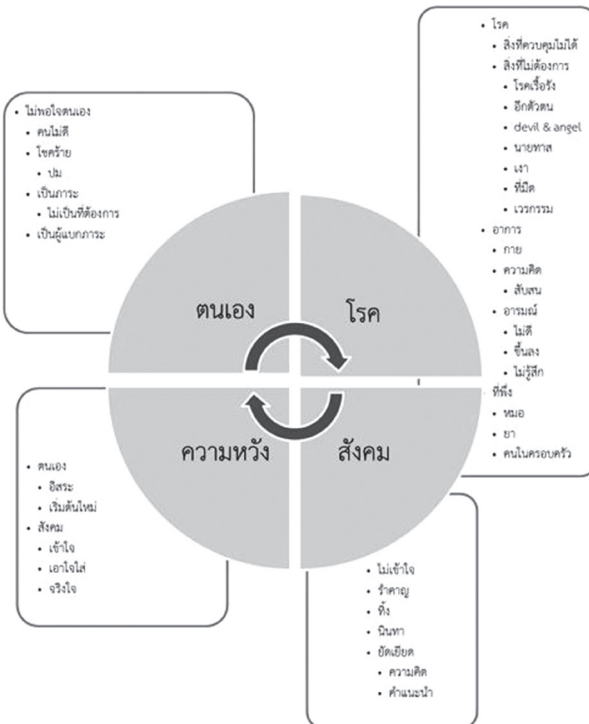 ไม่พอใจตนเอง
คนไม่ดี
โชคร้าย
ปม
เป็นภาระ
ไม่เป็นที่ต้องการ
เป็นผู้แบกภาระ
โรค
สิ่งที่ควบคุมไม่ได้
สิ่งที่ไม่ต้องการ
โรคเรื้อรัง
อีกตัวตน
devil & angel
นายทาส
เงา
ที่มืด
เวรกรรม
อาการ
กาย
ความคิด
สับสน
อารมณ์
ไม่ดี
ขึ้นลง
ไม่รู้สึก
ที่พึ่ง
หมอ
ยา
คนในครอบครัว
ตนเอง
โรค
ความหวัง
สังคม
ตนเอง
อิสระ
เริ่มต้นใหม่
สังคม
เข้าใจ
เอาใจใส่
จริงใจ
ไม่เข้าใจ
รำคาญ
ทิ้ง
นินทา
ยัดเยียด
ความคิด
คำแนะนำ